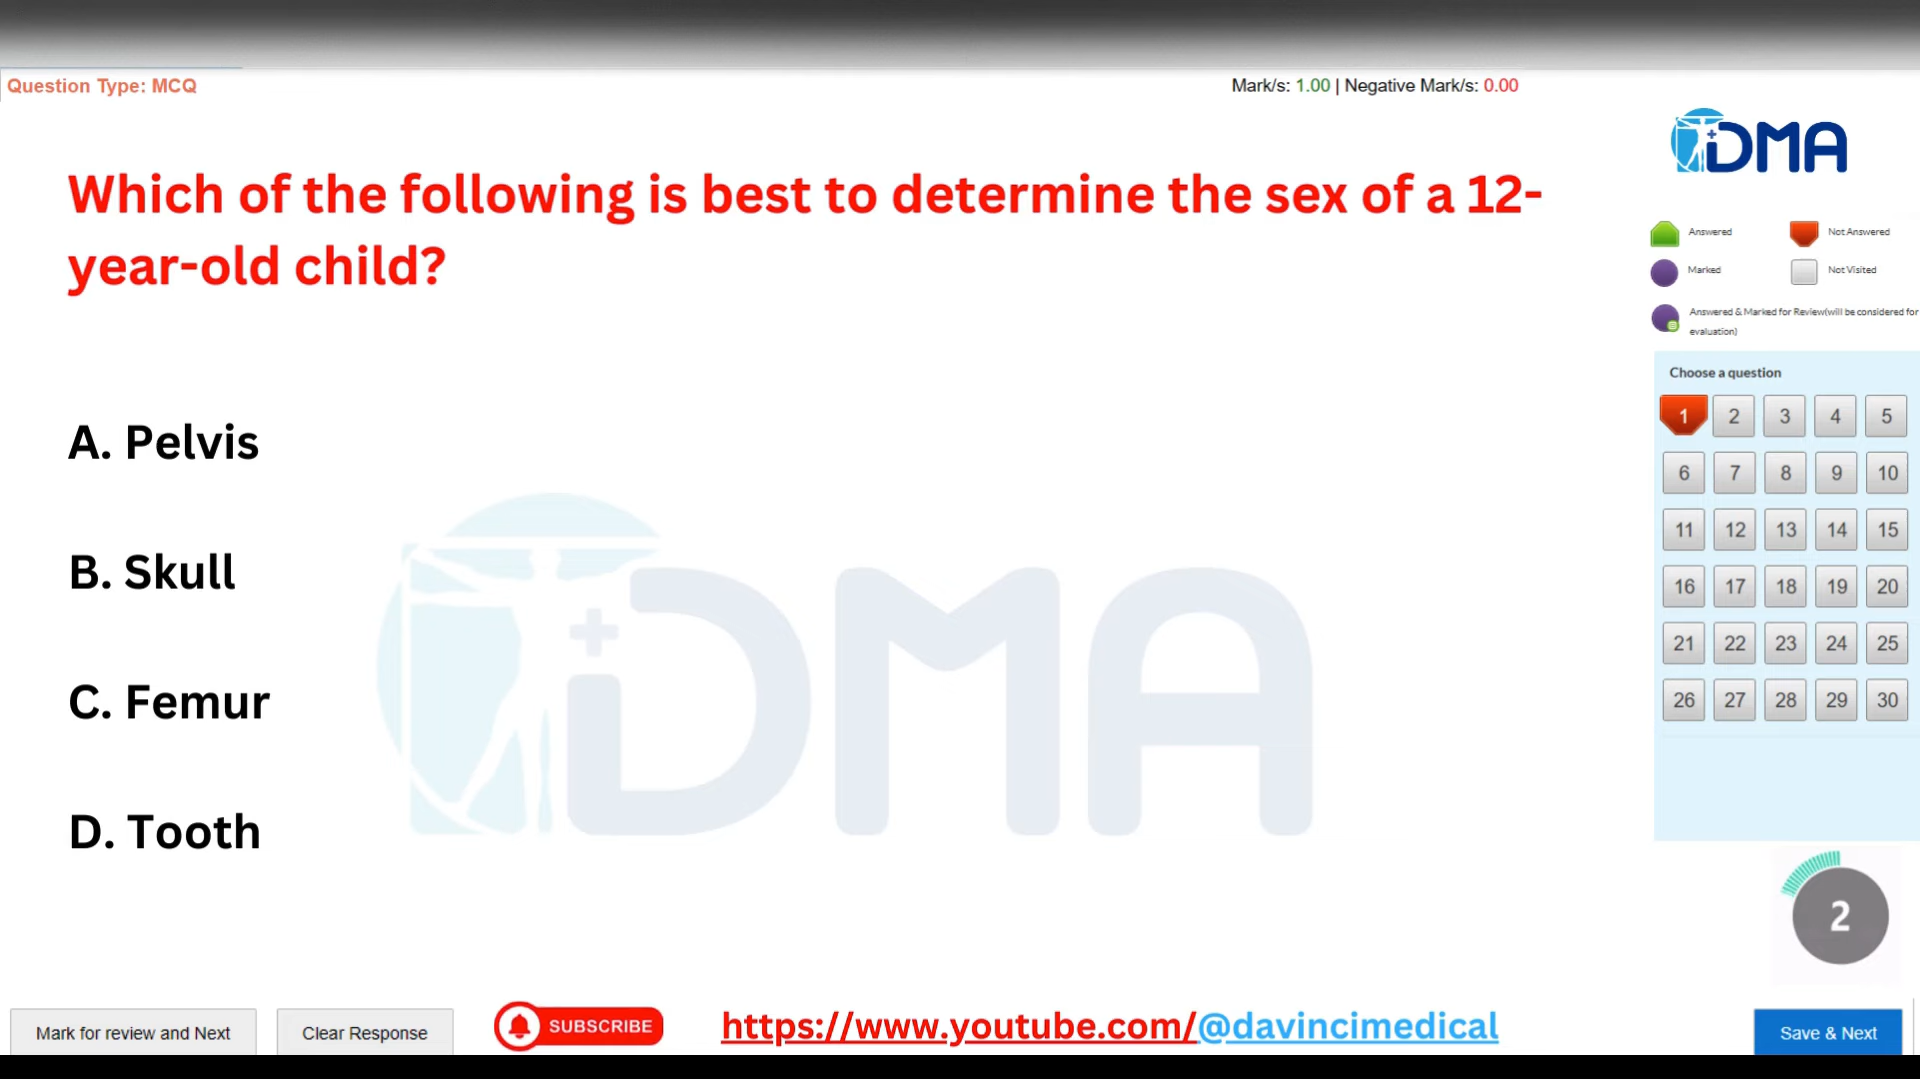 Question Type: MCQ
Mark/s: 1.00 | Negative Mark/s: 0.00
DMA
Which of the following is best to determine the sex of a 12-
year-old child?
Answered
Not Answered
Marked
Not Visited
Answered & Marked for Review(will be considered for
evaluation)
Choose a question
1 2 3 4 5
6 7 8 9 10
11 12 13 14 15
16 17 18 19 20
21 22 23 24 25
26 27 28 29 30
A. Pelvis
B. Skull
C. Femur
D. Tooth
DMA
2
Mark for review and Next
Clear Response
SUBSCRIBE
https://www.youtube.com/@davincimedical
Save & Next